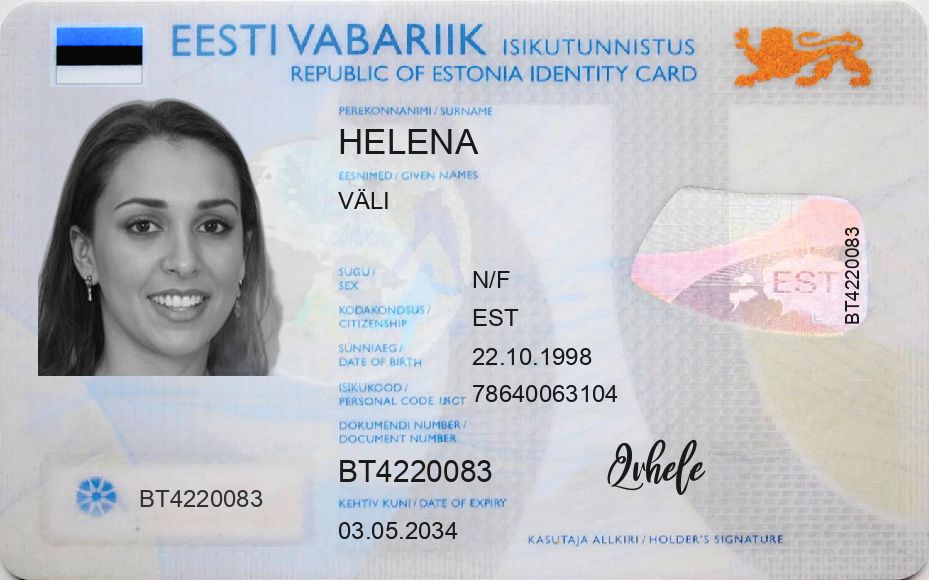 EESTI VABARIIK ISIKUTUNNISTUS
REPUBLIC OF ESTONIA IDENTITY CARD
PEREKONNANIMI / SURNAME
HELENA
EESNIMED / GIVEN NAMES
VÄLI
SUGU /
SEX
N/F
KODAKONDSUS /
CITIZENSHIP
EST
SÜNNIAEG /
DATE OF BIRTH
22.10.1998
ISIKUKOOD /
PERSONAL CODE
78640063104
DOKUMENDI NUMBER /
DOCUMENT NUMBER
BT4220083
KEHTIV KUNI / DATE OF EXPIRY
03.05.2034
BT4220083
EST
BT4220083
KASUTAJA ALLKIRI / HOLDER'S SIGNATURE